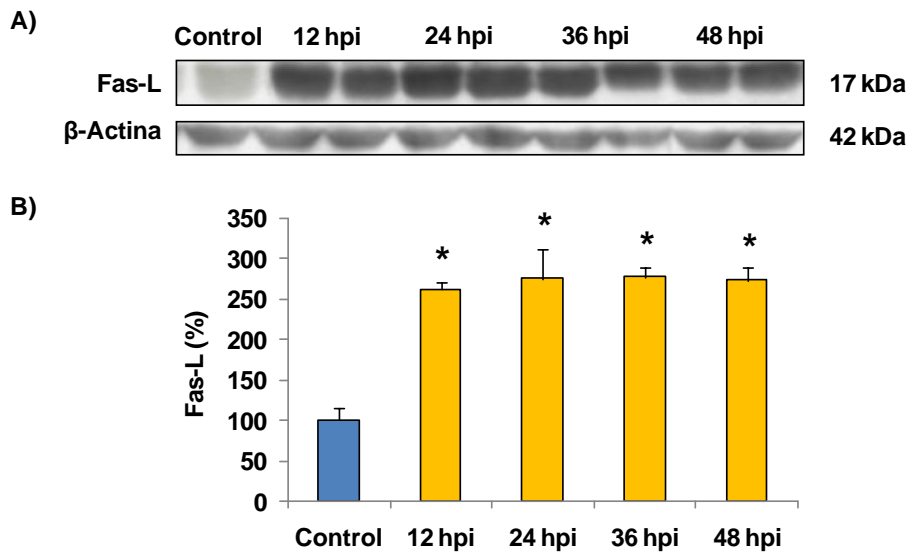 A)
Control 12 hpi 24 hpi 36 hpi 48 hpi
Fas-L 17 kDa
β-Actina 42 kDa
B)
350
300
250
200
150
100
50
0
Fas-L (%)
* * * *
Control 12 hpi 24 hpi 36 hpi 48 hpi